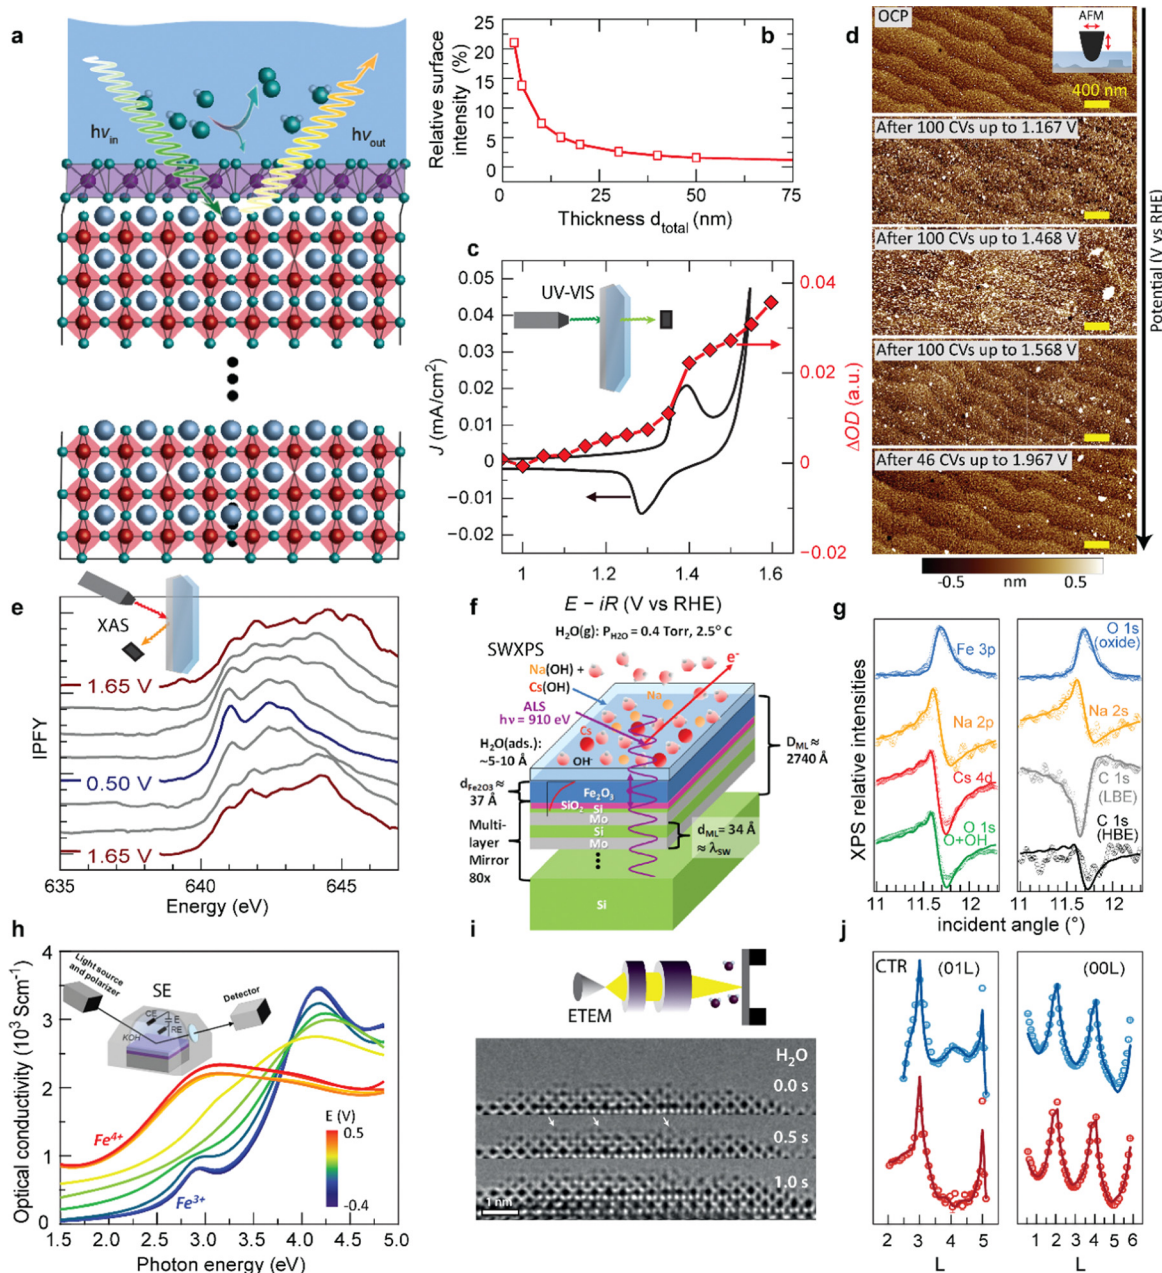 a
hνin
hνout
b
Relative surface
intensity (%)
25
20
15
10
5
0
0
25
50
75
Thickness dtotal (nm)
c
UV-VIS
J (mA/cm2)
0.05
0.04
0.03
0.02
0.01
0
−0.01
−0.02
0.04
0.02
0
−0.02
ΔOD (a.u.)
1
1.2
1.4
1.6
E − iR (V vs RHE)
d
OCP
AFM
400 nm
After 100 CVs up to 1.167 V
After 100 CVs up to 1.468 V
After 100 CVs up to 1.568 V
After 46 CVs up to 1.967 V
Potential (V vs RHE)
-0.5
nm
0.5
e
XAS
IPFY
1.65 V
0.50 V
1.65 V
635
640
645
Energy (eV)
f
H2O(g): PH2O = 0.4 Torr, 2.5° C
SWXPS
Na(OH) +
Cs(OH)
ALS
hν = 910 eV
H2O(ads.):
~5-10 Å
Na
e-
Cs
OH-
dFe2O3 ≈
37 Å
Fe2O3
SiO2
Si
Mo
Si
Mo
Multi-
layer
Mirror
80x
DML ≈
2740 Å
dML = 34 Å
≈ λSW
Si
g
XPS relative intensities
Fe 3p
Na 2p
Cs 4d
O 1s
O+OH
O 1s
(oxide)
Na 2s
C 1s
(LBE)
C 1s
(HBE)
11
11.5
12
11
11.5
12
incident angle (°)
h
Optical conductivity (10³ Scm⁻¹)
4
3
2
1
0
Light source
and polarizer
SE
Detector
CE
E
RE
KOH
Fe4+
Fe3+
E (V)
0.5
-0.4
1.5
2.0
2.5
3.0
3.5
4.0
4.5
5.0
Photon energy (eV)
i
ETEM
H2O
0.0 s
0.5 s
1.0 s
1 nm
j
CTR
(01L)
(00L)
2
3
4
5
L
1
2
3
4
5
6
L